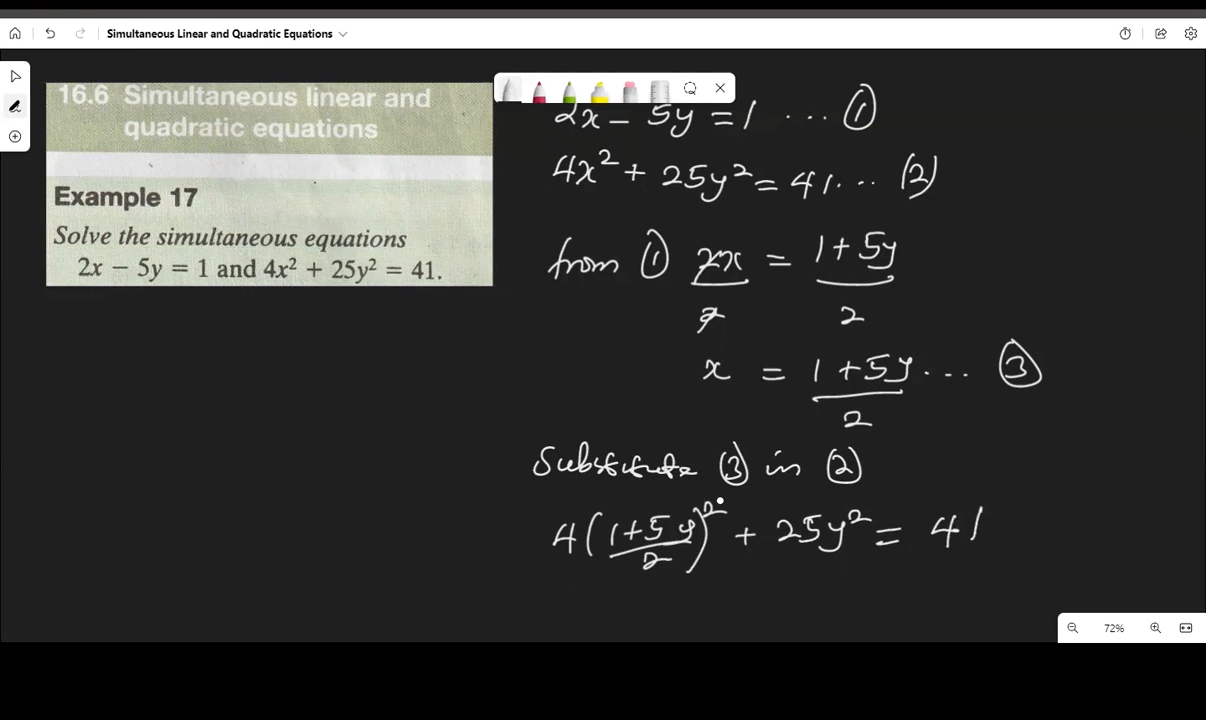 Simultaneous Linear and Quadratic Equations
16.6 Simultaneous linear and
quadratic equations
Example 17
Solve the simultaneous equations
2x − 5y = 1 and 4x² + 25y² = 41.
2x − 5y = 1 ... ①
4x² + 25y² = 41... (2)
from ① 2x/2 = 1+5y/2
x = 1+5y/2 ... ③
Substitute ③ in ②
4(1+5y/2)² + 25y² = 41
72%